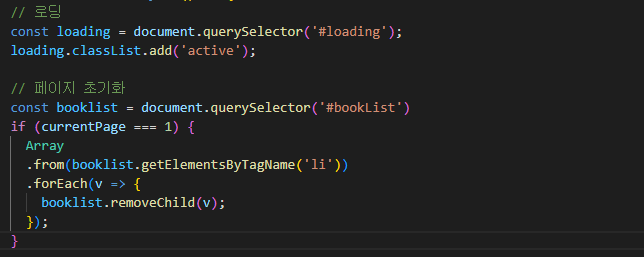 // 로딩
const loading = document.querySelector('#loading');
loading.classList.add('active');
// 페이지 초기화
const booklist = document.querySelector('#bookList')
if (currentPage === 1) {
Array
.from(booklist.getElementsByTagName('li'))
.forEach(v => {
booklist.removeChild(v);
});
}